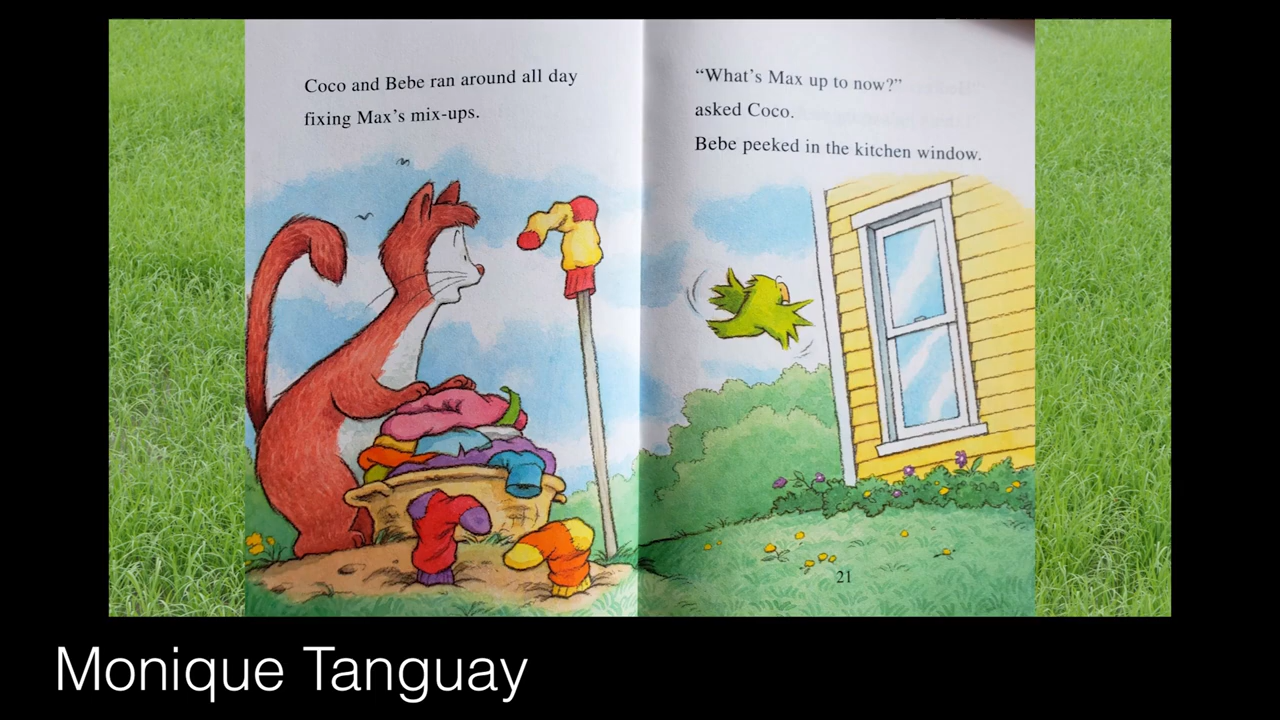 Coco and Bebe ran around all day
fixing Max's mix-ups.
“What's Max up to now?”
asked Coco.
Bebe peeked in the kitchen window.
21
Monique Tanguay